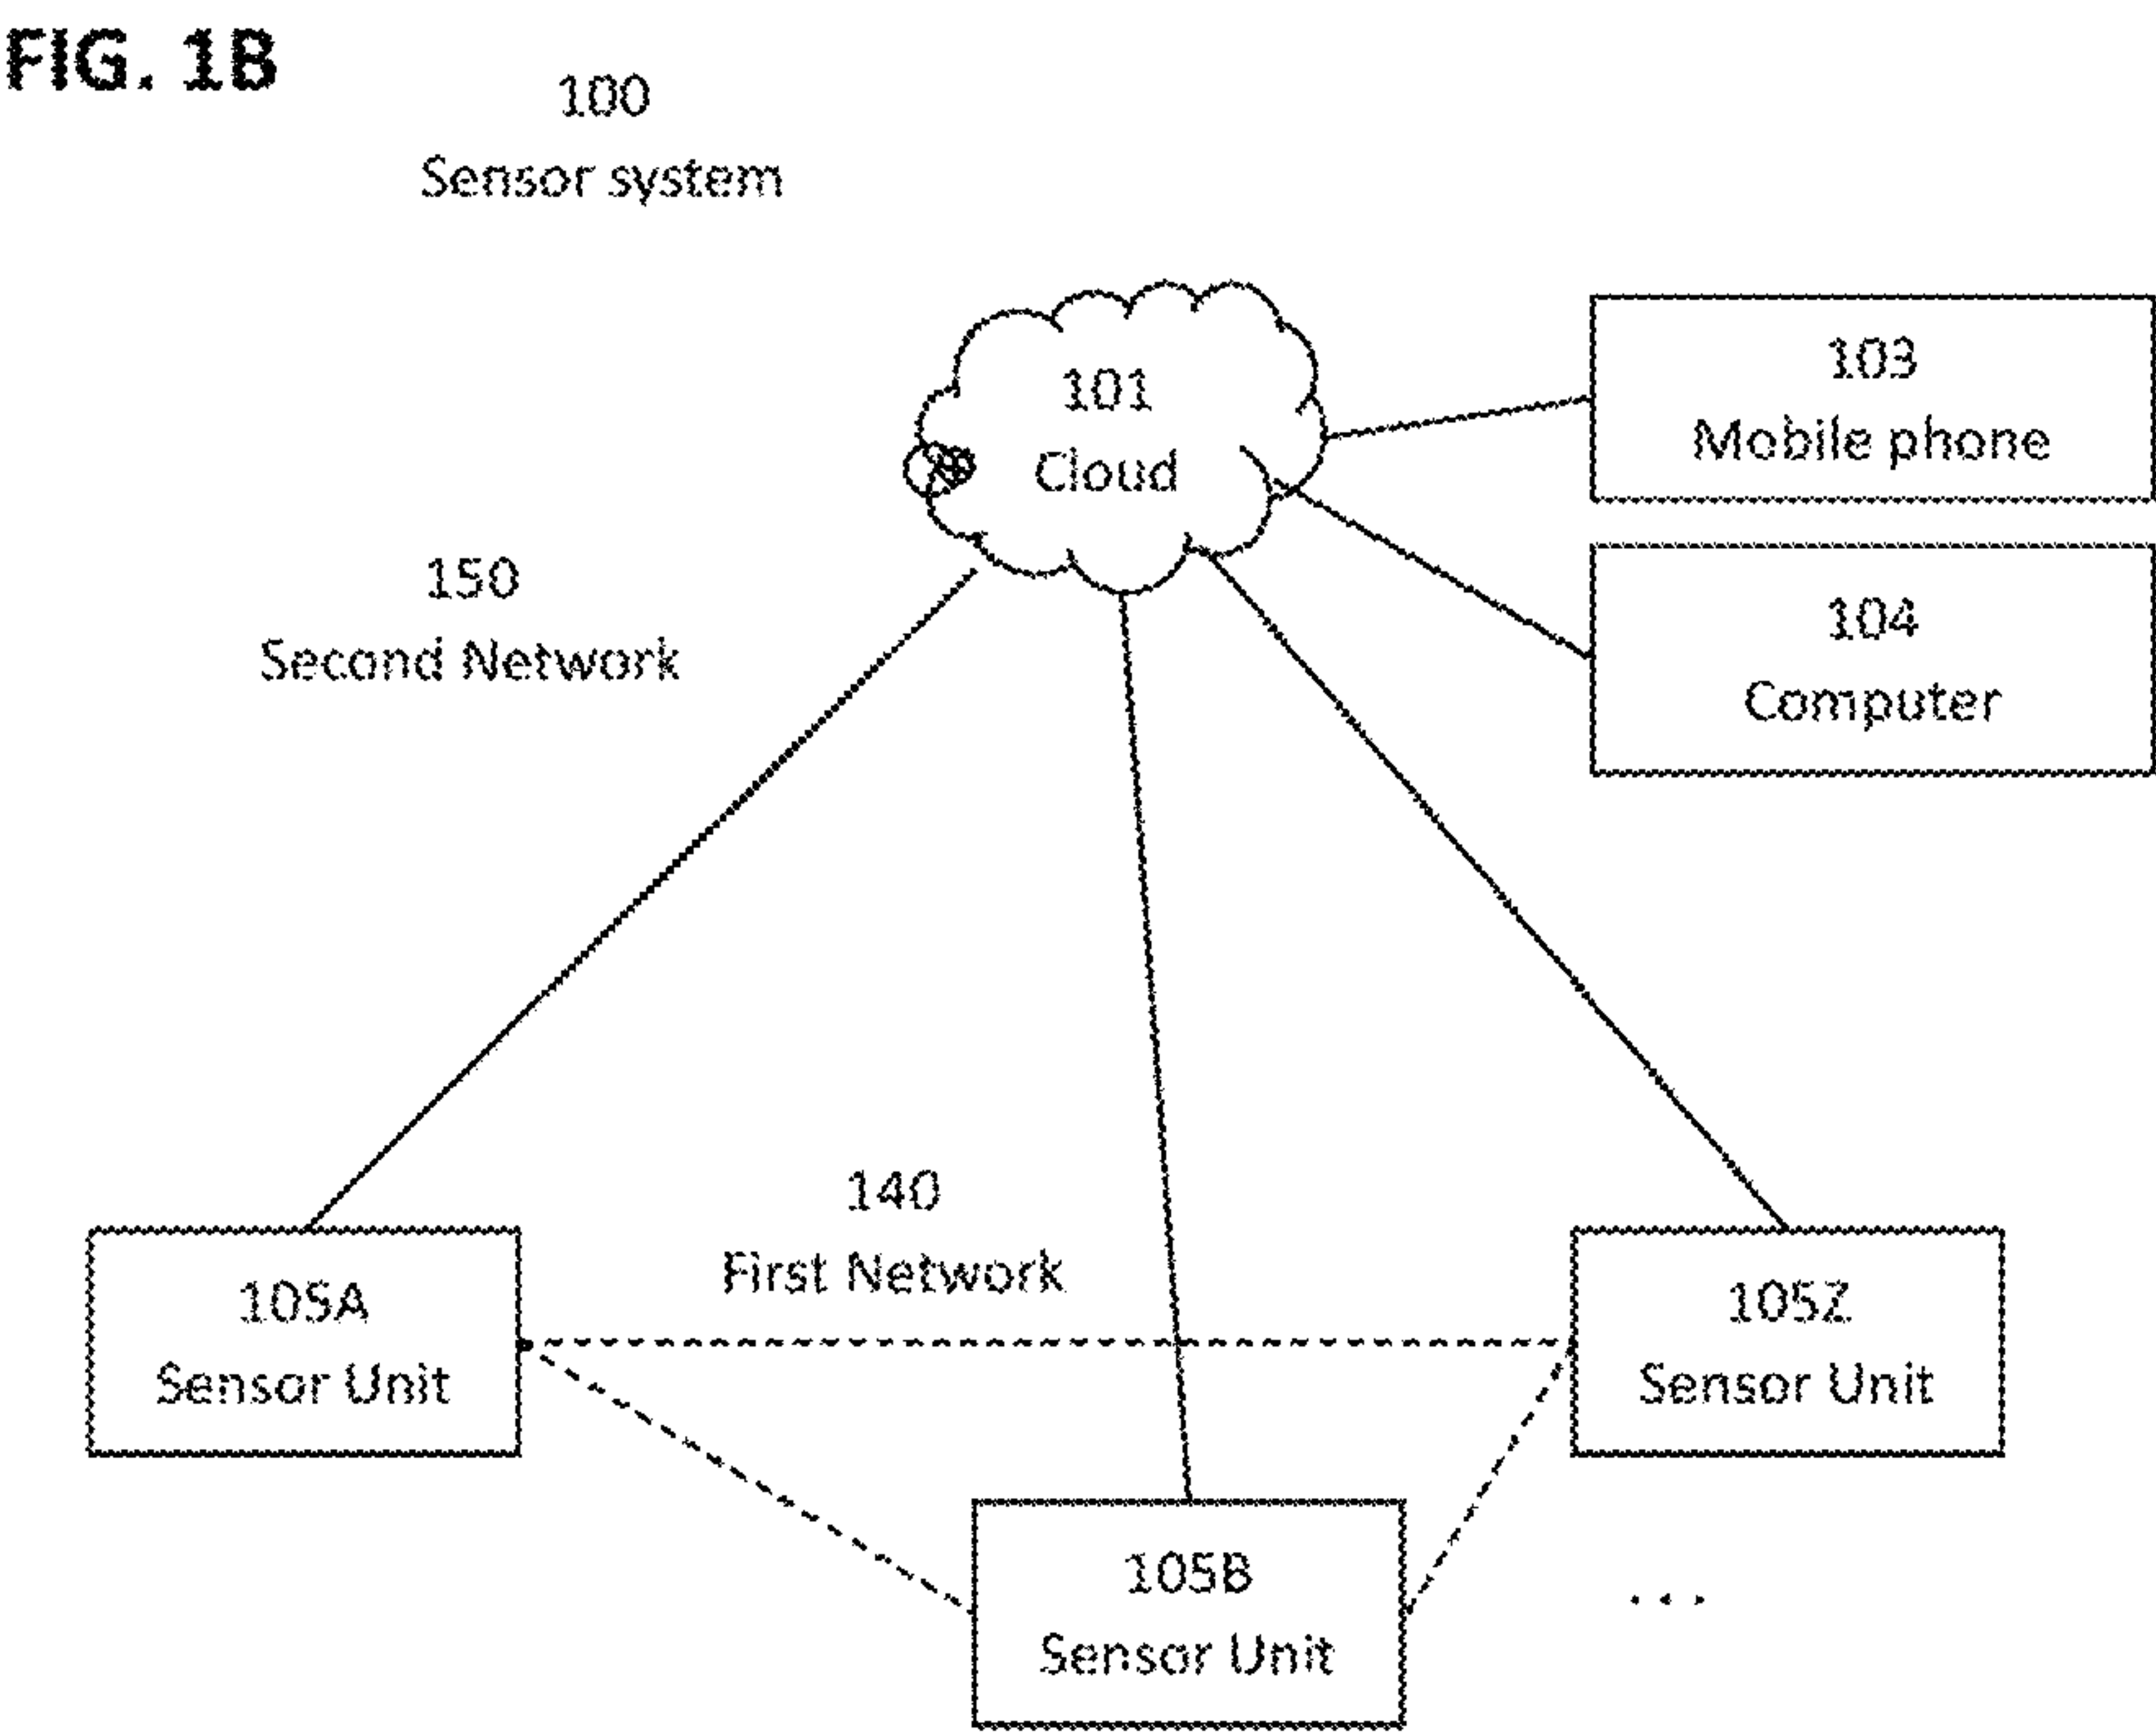 FIG. 1B
100
Sensor system
101
Cloud
103
Mobile phone
150
Second Network
104
Computer
140
First Network
105A
Sensor Unit
105Z
Sensor Unit
105B
Sensor Unit
...